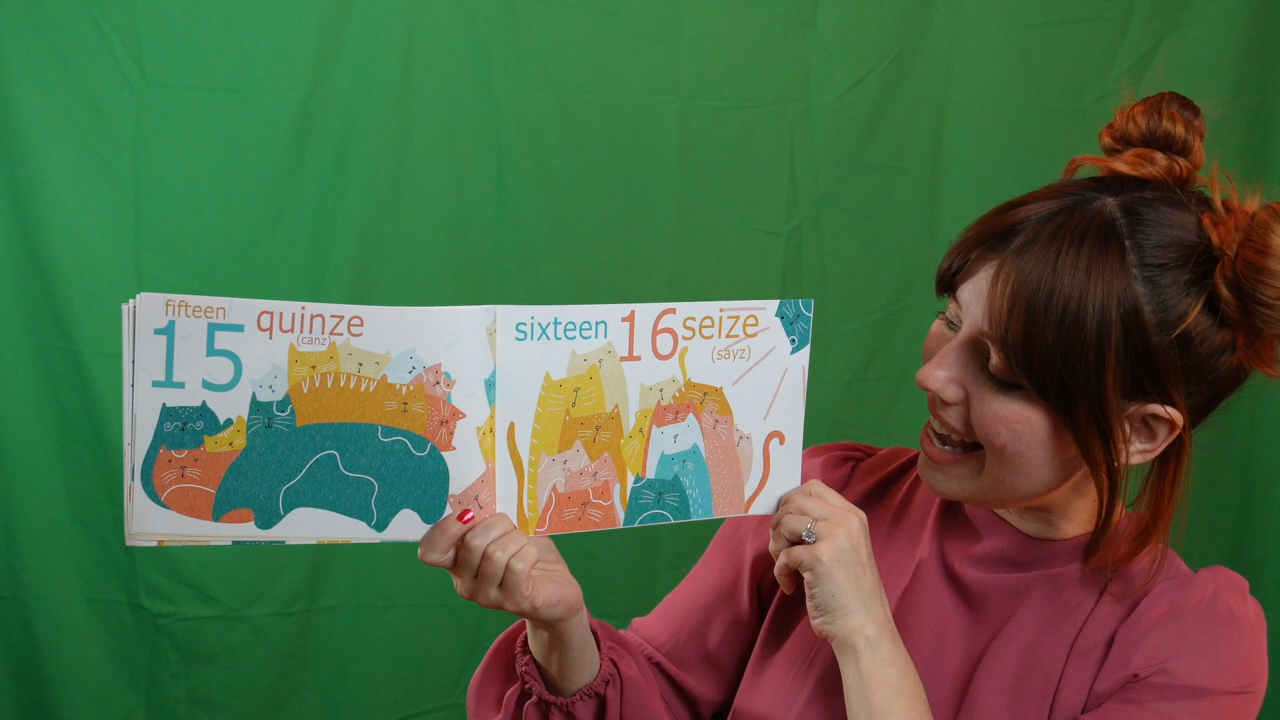 fifteen
15 quinze
(canz
sixteen 16 seize
(sayz)